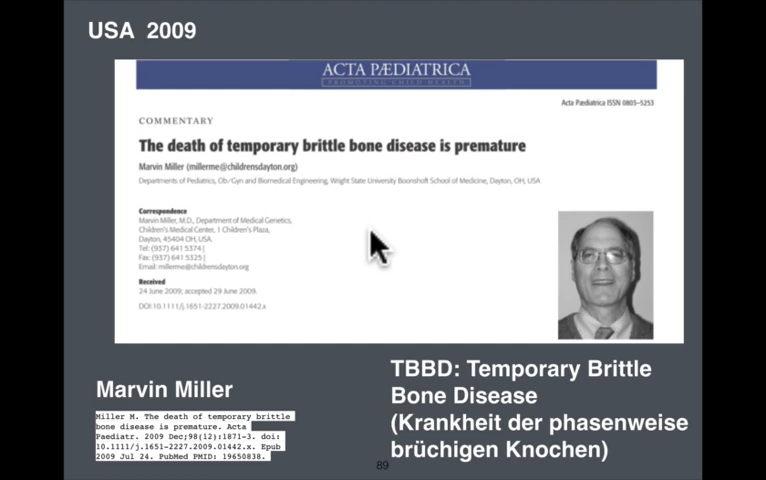 USA 2009
ACTA PÆDIATRICA
PROMOTING CHILD HEALTH
Acta Pædiatrica ISSN 0803–5253
COMMENTARY
The death of temporary brittle bone disease is premature
Marvin Miller (millerme@childrensdayton.org)
Departments of Pediatrics, Ob/Gyn and Biomedical Engineering, Wright State University Boonshoft School of Medicine, Dayton, OH, USA
Correspondence
Marvin Miller, M.D., Department of Medical Genetics,
Children's Medical Center, 1 Children's Plaza,
Dayton, 45404 OH, USA.
Tel: (937) 641 5374 |
Fax: (937) 641 5325 |
Email: millerme@childrensdayton.org
Received
24 June 2009; accepted 29 June 2009.
DOI:10.1111/j.1651-2227.2009.01442.x
Marvin Miller
Miller M. The death of temporary brittle
bone disease is premature. Acta
Paediatr. 2009 Dec;98(12):1871-3. doi:
10.1111/j.1651-2227.2009.01442.x. Epub
2009 Jul 24. PubMed PMID: 19650838.
TBBD: Temporary Brittle
Bone Disease
(Krankheit der phasenweise
brüchigen Knochen)
89